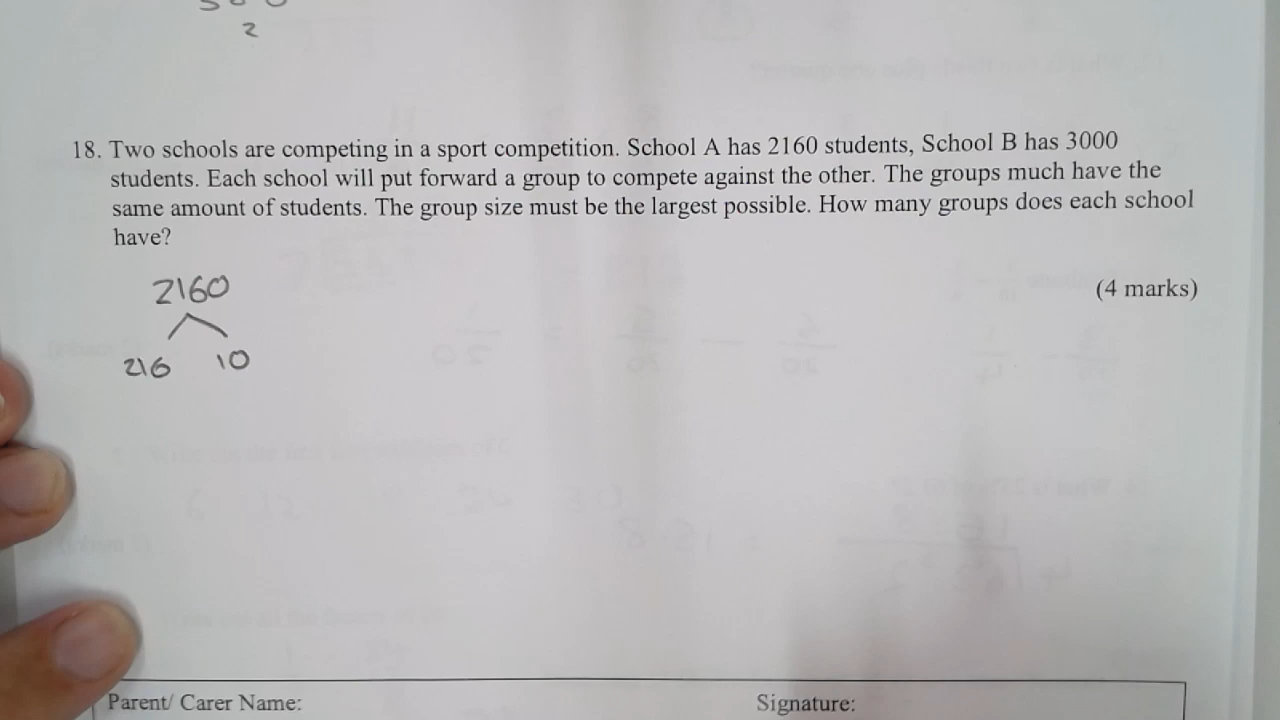 2
18. Two schools are competing in a sport competition. School A has 2160 students, School B has 3000
students. Each school will put forward a group to compete against the other. The groups much have the
same amount of students. The group size must be the largest possible. How many groups does each school
have?
2160
(4 marks)
216 10
Parent/ Carer Name: Signature: